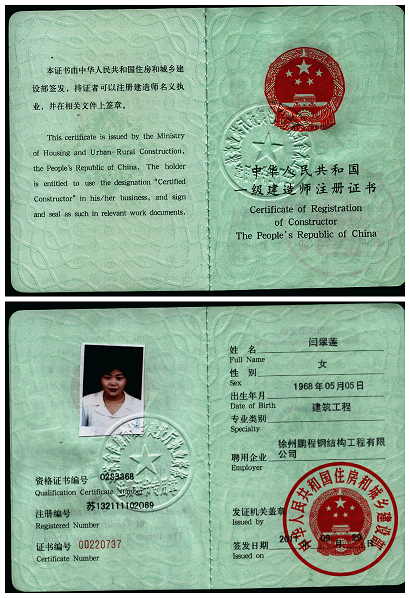 本证书由中华人民共和国住房和城乡建
设部签发，持证者可以注册建造师名义执
业，并在相关文件上签章。
This certificate is issued by the Ministry
of Housing and Urban-Rural Construction,
the People's Republic of China. The holder
is entitled to use the designation "Certified
Constructor" in his/her business, and sign
and seal as such in relevant work documents.
中华人民共和国
一级建造师注册证书
Certificate of Registration
of Constructor
The People's Republic of China
姓 名 闫翠莲
Full Name
性 别 女
Sex
出生年月 1968年05月05日
Date of Birth
专业类别 建筑工程
Specialty
聘用企业 徐州鹏程钢结构工程有限
公司
Employer
资格证书编号
Qualification Certificate Number
注册编号 苏132111102069
Registered Number
证书编号 00220737
Certificate Number
发证机关盖章
Issued by
签发日期
Issued on
中华人民共和国住房和城乡建设部